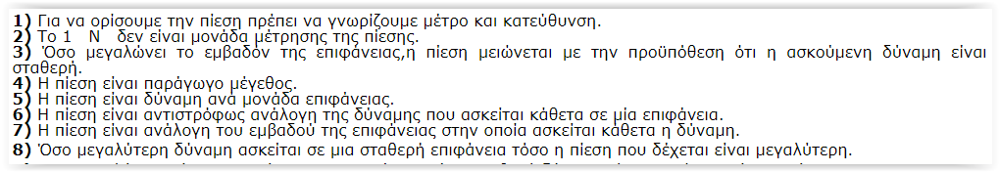 1) Για να ορίσουμε την πίεση πρέπει να γνωρίζουμε μέτρο και κατεύθυνση.
2) Το 1 Ν δεν είναι μονάδα μέτρησης της πίεσης.
3) Όσο μεγαλώνει το εμβαδόν της επιφάνειας,η πίεση μειώνεται με την προϋπόθεση ότι η ασκούμενη δύναμη είναι
σταθερή.
4) Η πίεση είναι παράγωγο μέγεθος.
5) Η πίεση είναι δύναμη ανά μονάδα επιφάνειας.
6) Η πίεση είναι αντιστρόφως ανάλογη της δύναμης που ασκείται κάθετα σε μία επιφάνεια.
7) Η πίεση είναι ανάλογη του εμβαδού της επιφάνειας στην οποία ασκείται κάθετα η δύναμη.
8) Όσο μεγαλύτερη δύναμη ασκείται σε μια σταθερή επιφάνεια τόσο η πίεση που δέχεται είναι μεγαλύτερη.